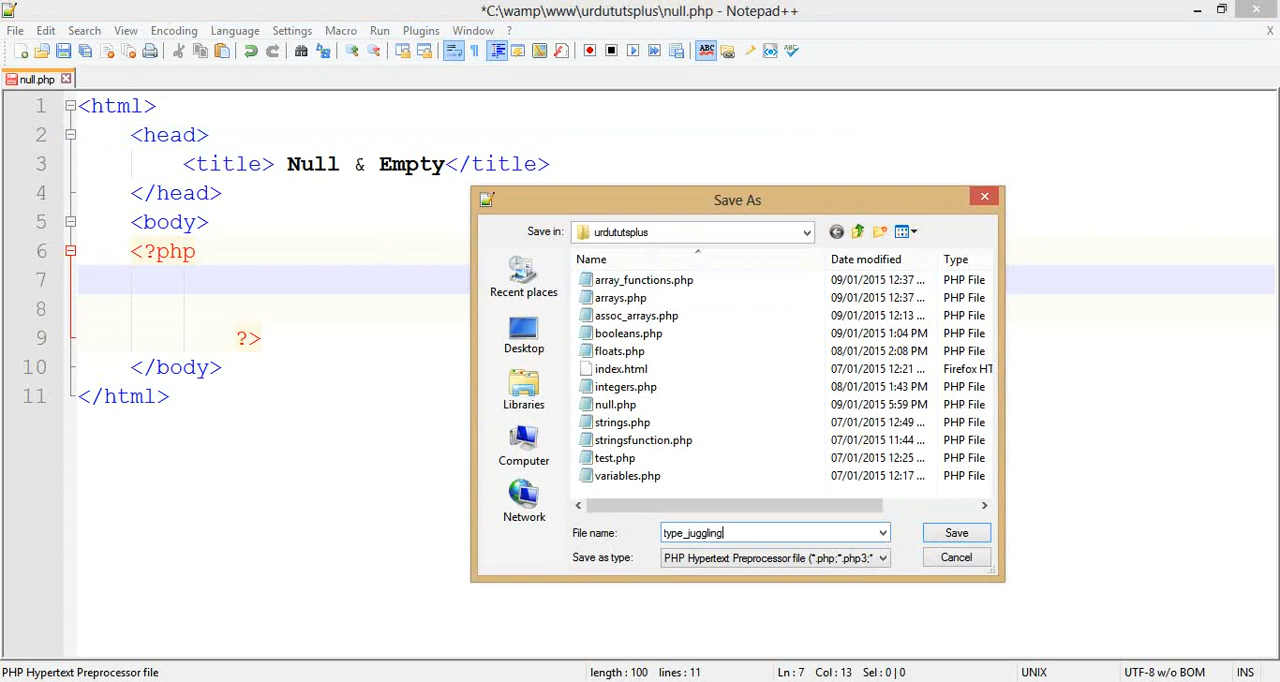 *C:\wamp\www\urdututsplus\null.php - Notepad++
File Edit Search View Encoding Language Settings Macro Run Plugins Window ? X
null.php
1 <html>
2 <head>
3 <title> Null & Empty</title>
4 </head>
5 <body>
6 <?php
7
8
9 ?>
10 </body>
11 </html>
Save As
Save in: urdututsplus
Name Date modified Type
array_functions.php 09/01/2015 12:37 ... PHP File
arrays.php 09/01/2015 12:37 ... PHP File
assoc_arrays.php 09/01/2015 12:13 ... PHP File
booleans.php 09/01/2015 1:04 PM PHP File
floats.php 08/01/2015 2:08 PM PHP File
index.html 07/01/2015 12:21 ... Firefox HT
integers.php 08/01/2015 1:43 PM PHP File
null.php 09/01/2015 5:59 PM PHP File
strings.php 07/01/2015 12:49 ... PHP File
stringsfunction.php 07/01/2015 11:44 ... PHP File
test.php 07/01/2015 12:25 ... PHP File
variables.php 07/01/2015 12:17 ... PHP File
Recent places
Desktop
Libraries
Computer
Network
File name: type_juggling Save
Save as type: PHP Hypertext Preprocessor file (*.php;*.php3;* Cancel
PHP Hypertext Preprocessor file length : 100 lines : 11 Ln : 7 Col : 13 Sel : 0 | 0 UNIX UTF-8 w/o BOM INS